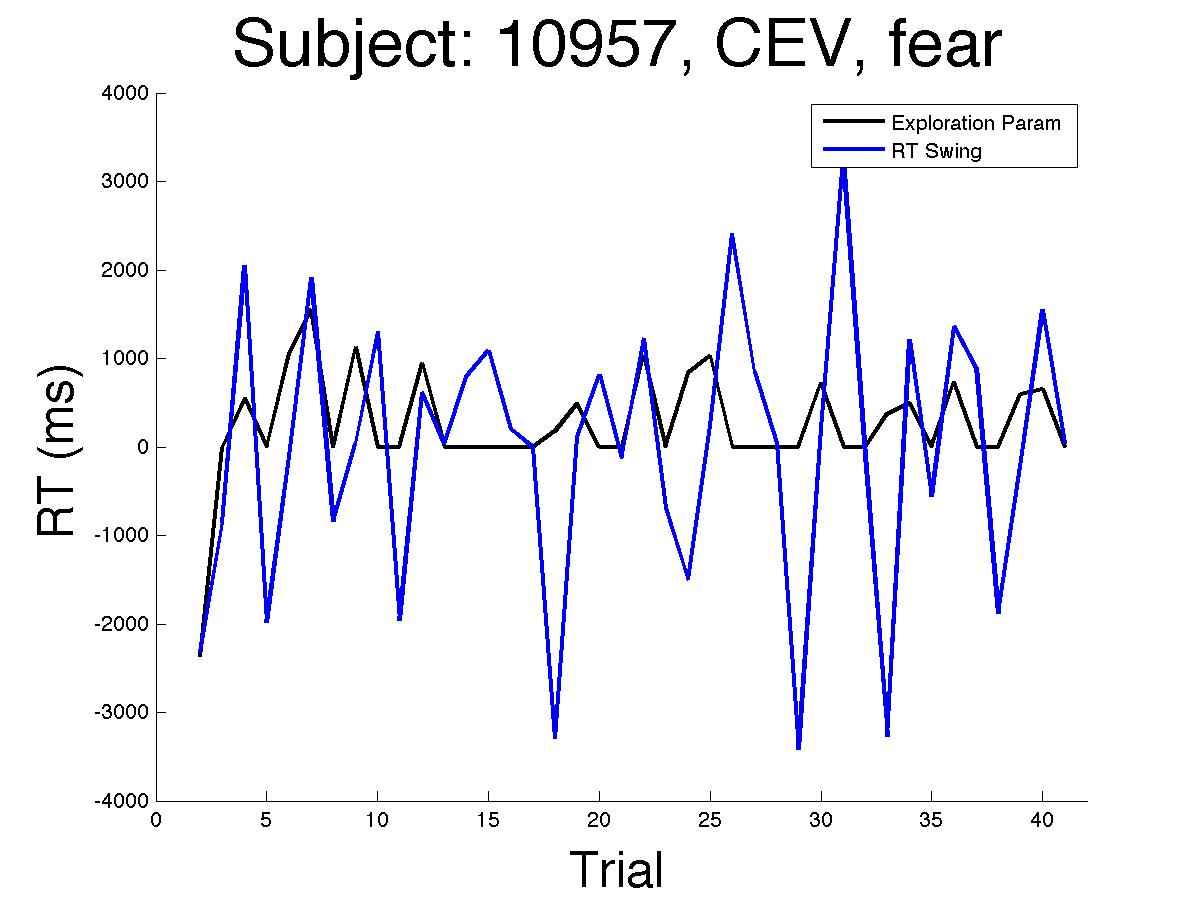 Subject: 10957, CEV, fear
4000
3000
2000
1000
0
-1000
-2000
-3000
-4000
RT (ms)
Exploration Param
RT Swing
0 5 10 15 20 25 30 35 40
Trial